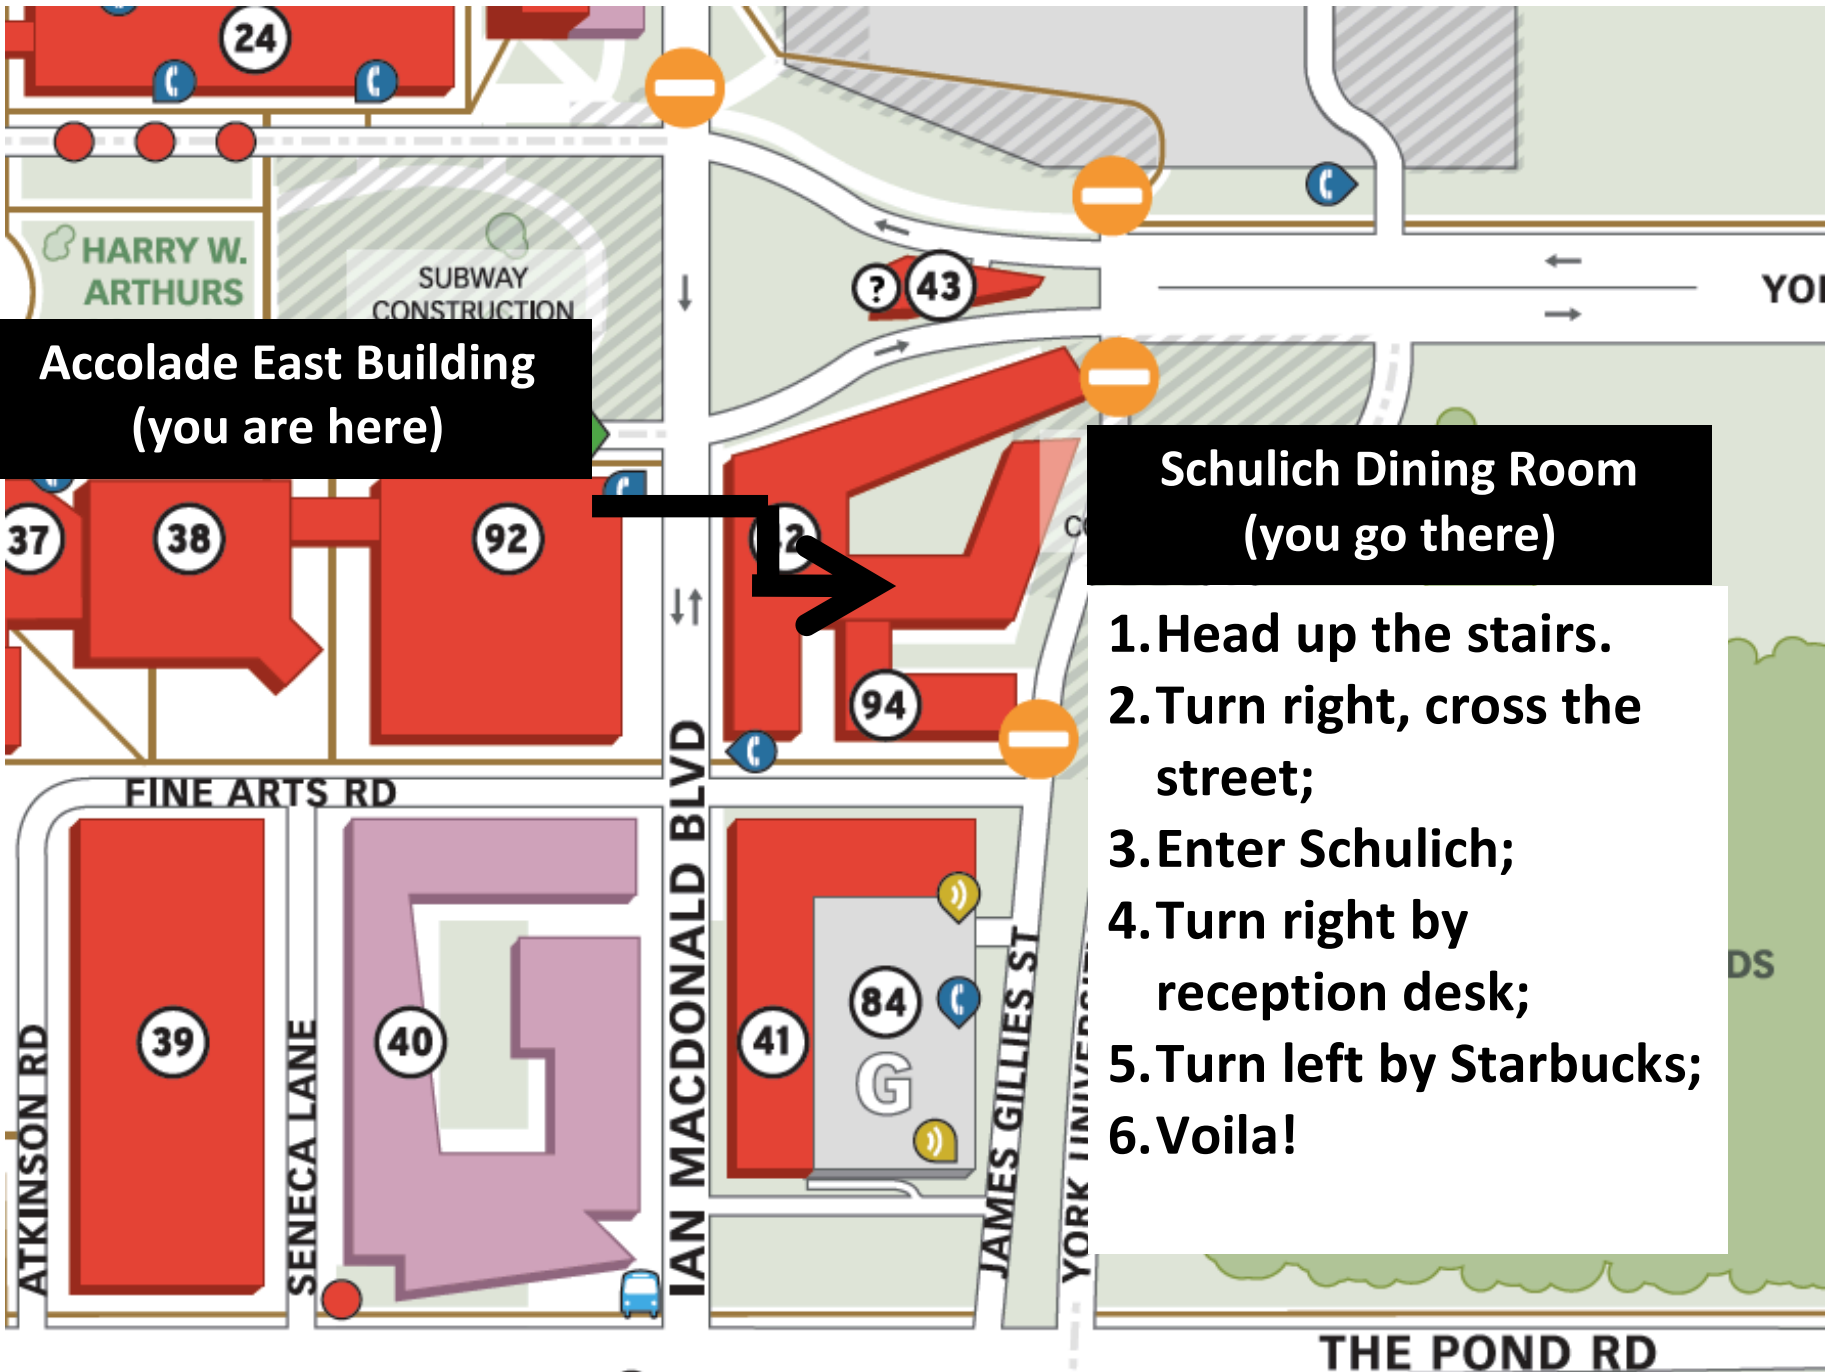 24
HARRY W.
ARTHURS
SUBWAY
CONSTRUCTION
?
43
YO
Accolade East Building
(you are here)
Schulich Dining Room
(you go there)
37
38
92
94
1. Head up the stairs.
2. Turn right, cross the
street;
3. Enter Schulich;
4. Turn right by
reception desk;
5. Turn left by Starbucks;
6. Voila!
FINE ARTS RD
IAN MACDONALD BLVD
39
40
41
84
G
DS
ATKINSON RD
SENECA LANE
JAMES GILLIES ST
YORK UNIVERSIT
THE POND RD